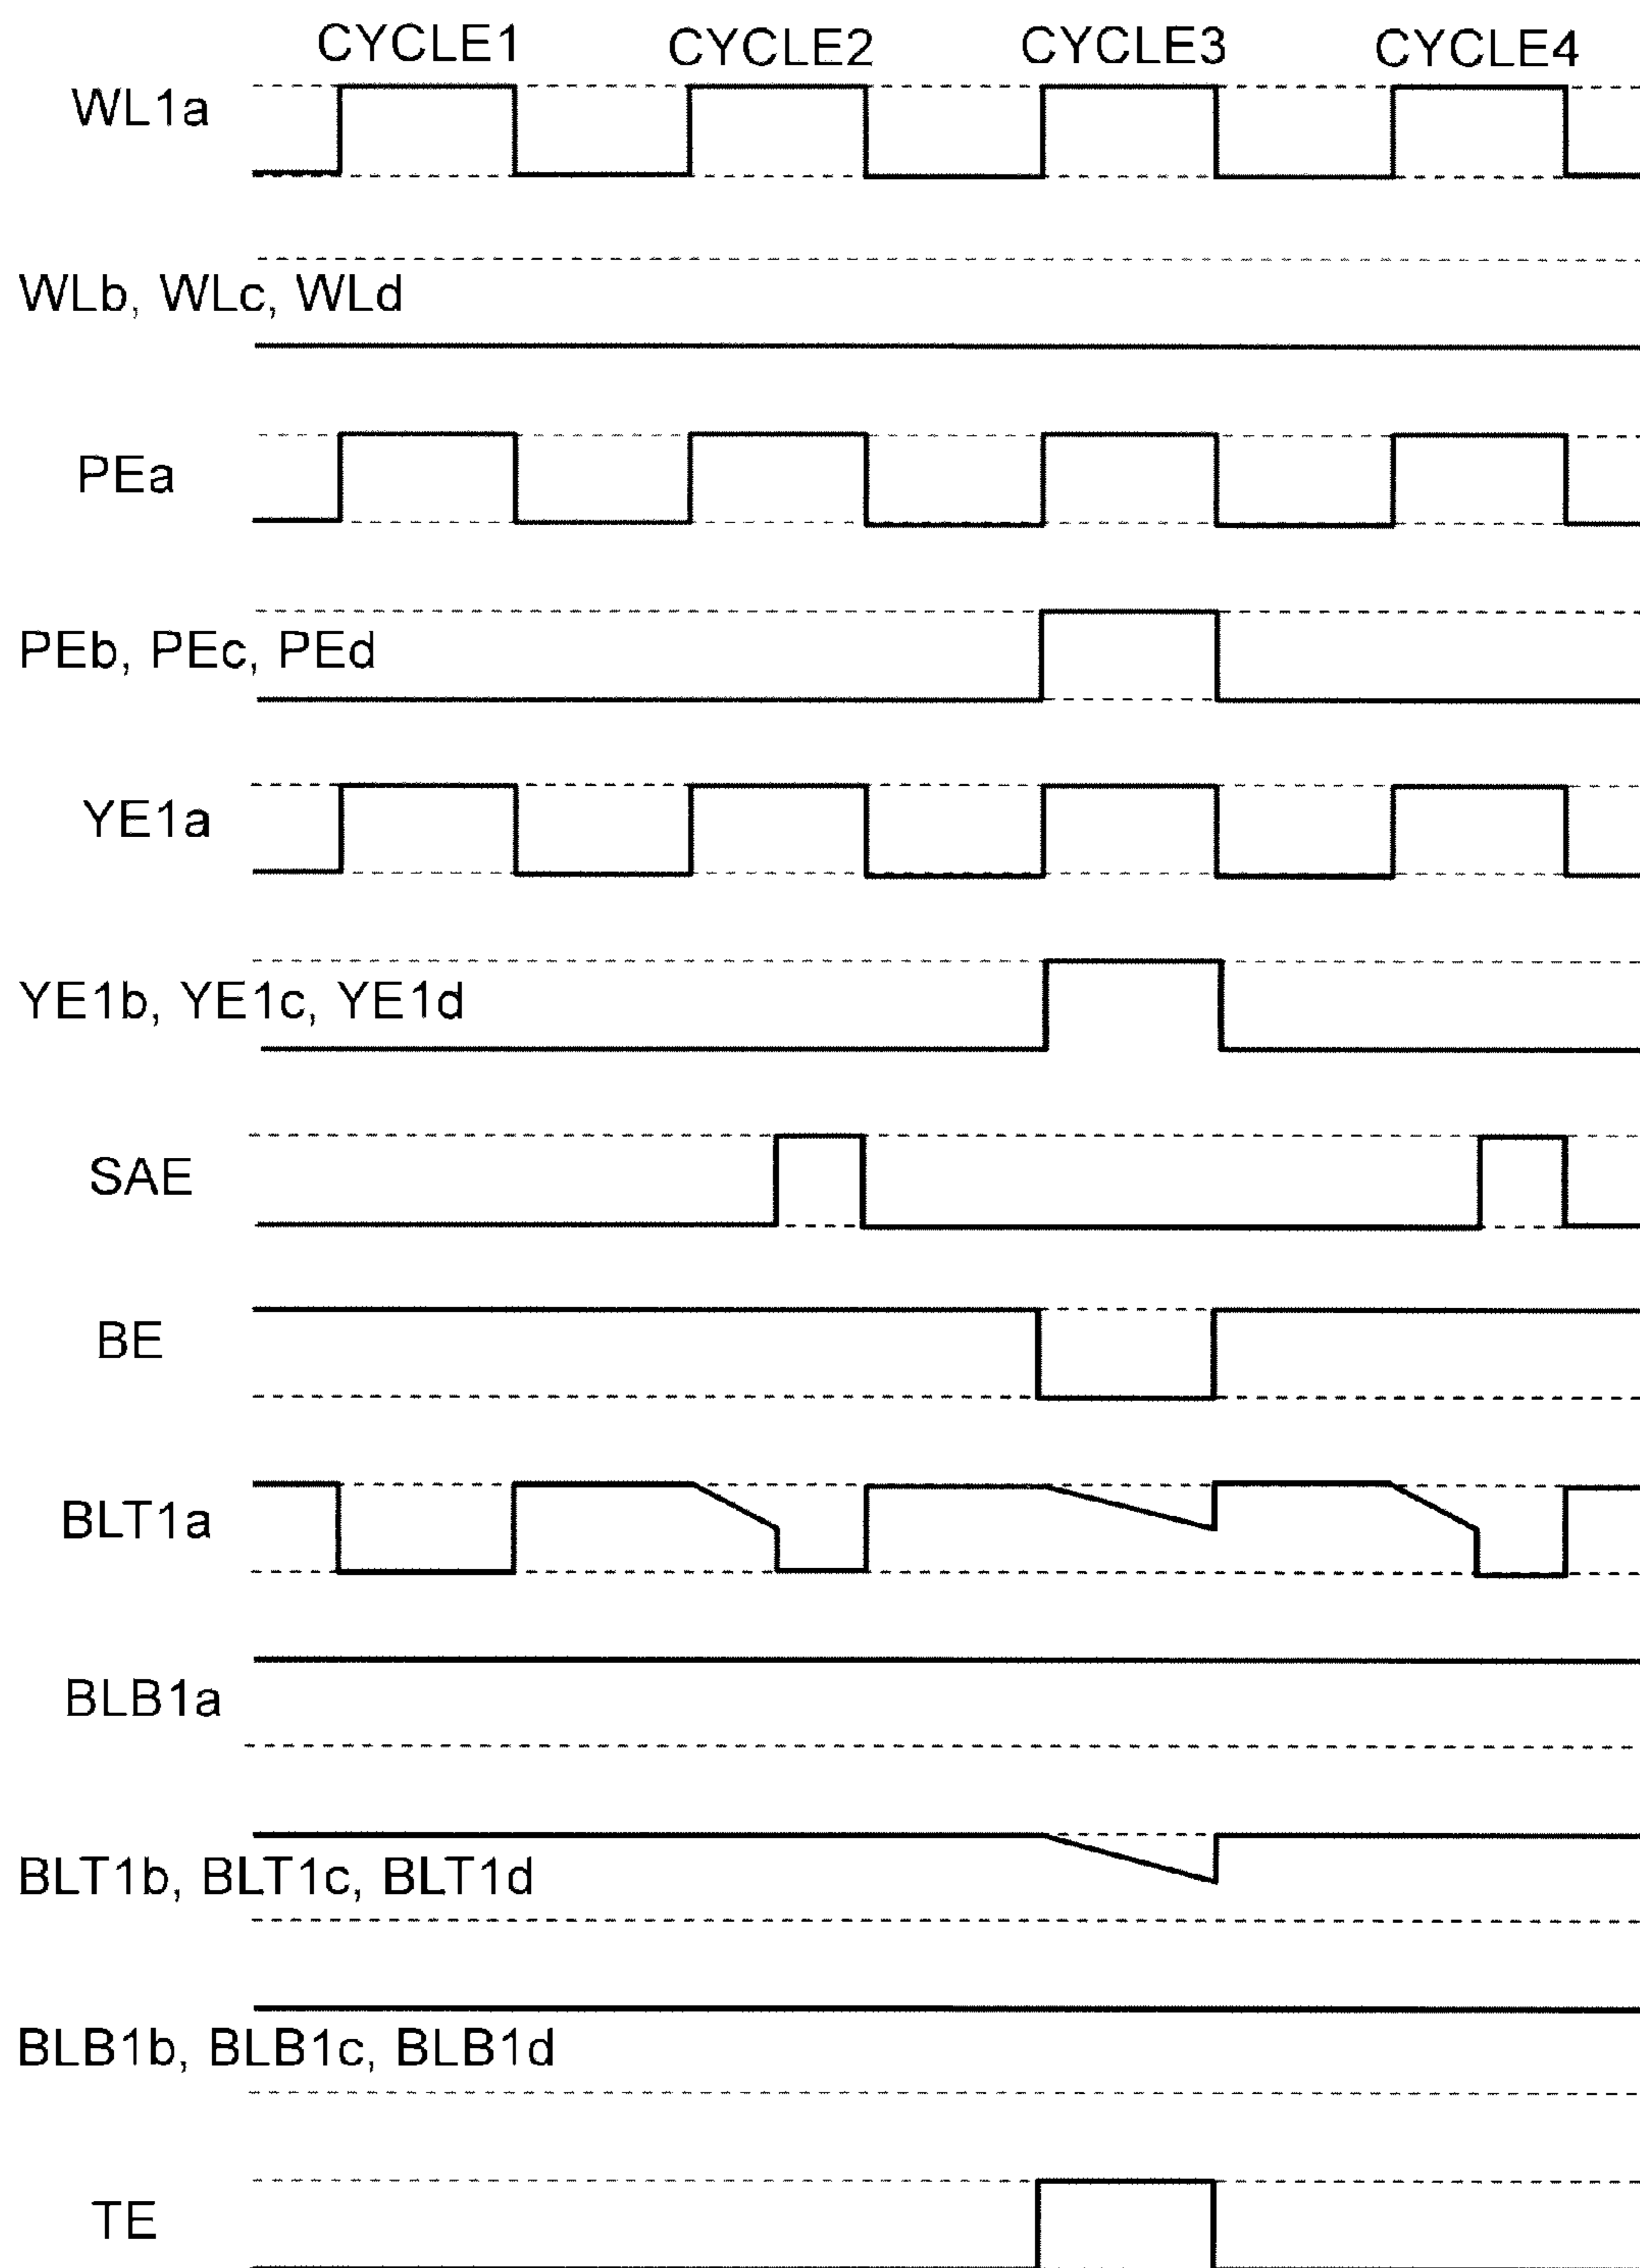 CYCLE1 CYCLE2 CYCLE3 CYCLE4
WL1a
WLb, WLc, WLd
PEa
PEb, PEc, PEd
YE1a
YE1b, YE1c, YE1d
SAE
BE
BLT1a
BLB1a
BLT1b, BLT1c, BLT1d
BLB1b, BLB1c, BLB1d
TE